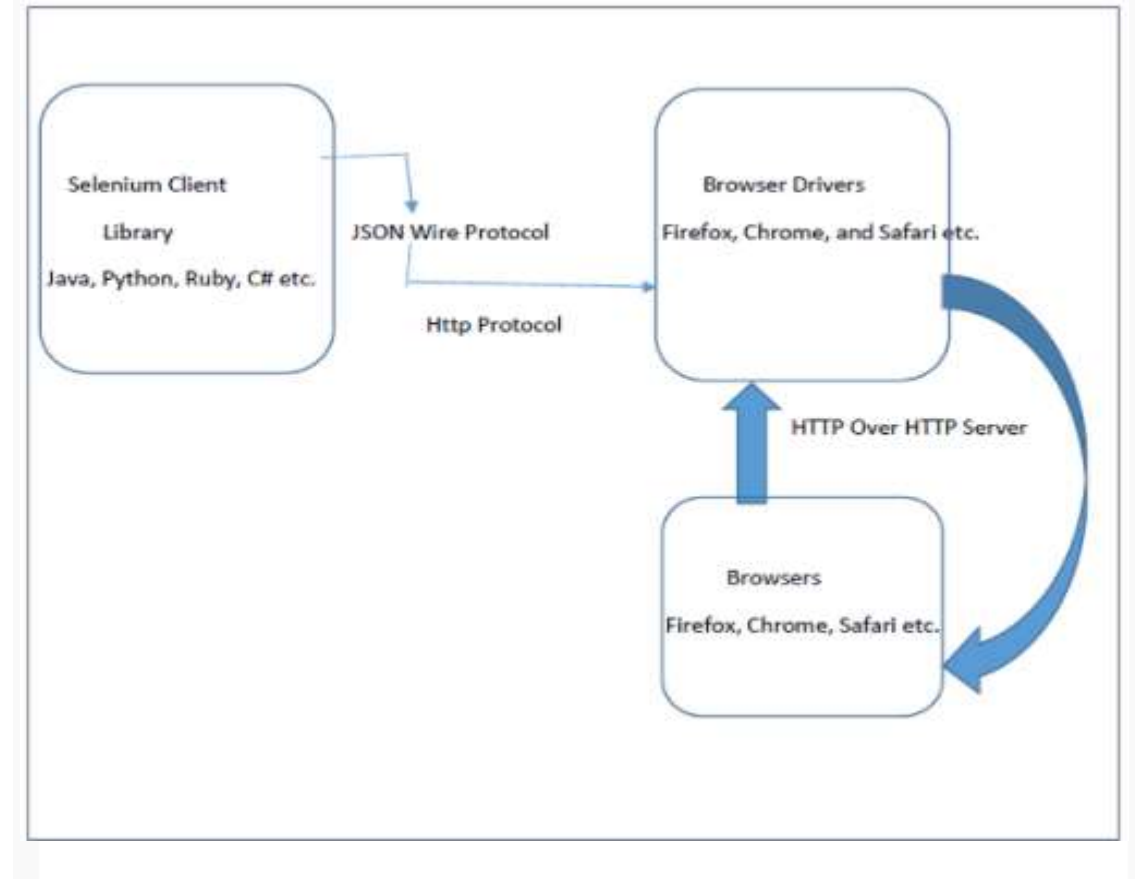 Selenium Client
Library
Java, Python, Ruby, C# etc.
JSON Wire Protocol
Http Protocol
Browser Drivers
Firefox, Chrome, and Safari etc.
HTTP Over HTTP Server
Browsers
Firefox, Chrome, Safari etc.